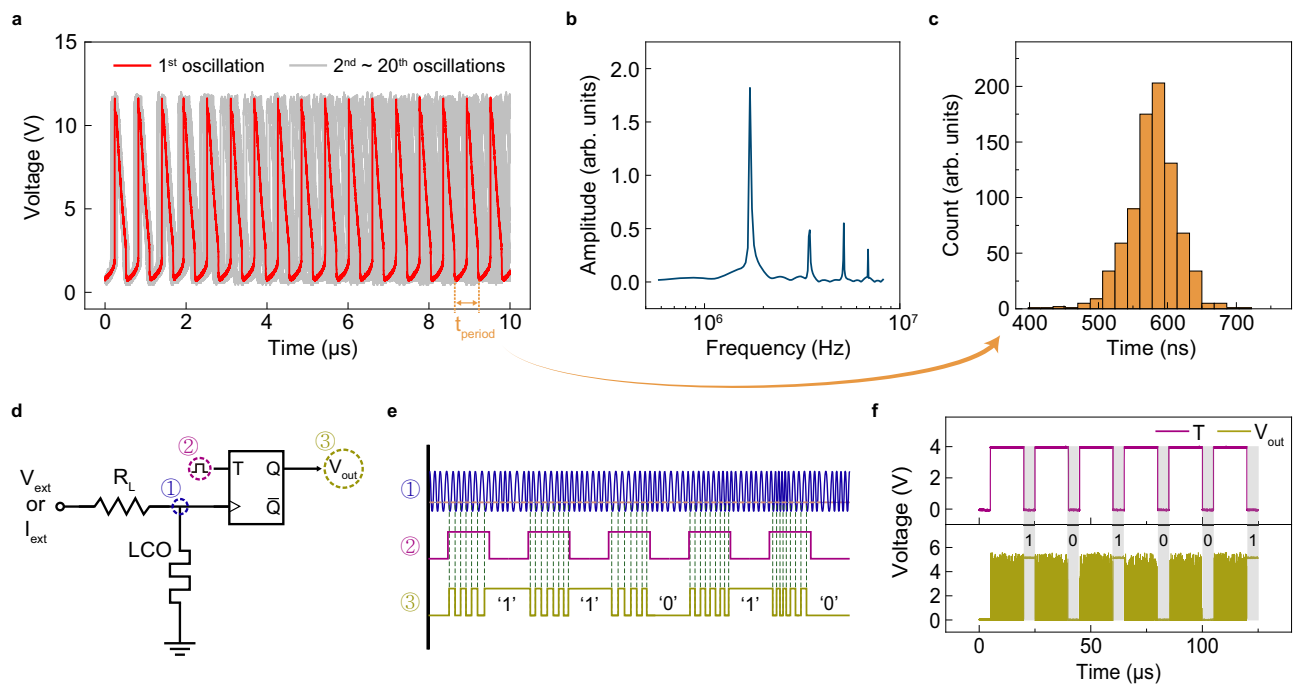 a
15
10
5
0
Voltage (V)
1st oscillation
2nd ~ 20th oscillations
0 2 4 6 8 10
tperiod
Time (µs)
b
2.0
1.5
1.0
0.5
0.0
Amplitude (arb. units)
10^6 10^7
Frequency (Hz)
c
200
150
100
50
0
Count (arb. units)
400 500 600 700
Time (ns)
d
② ③
T Q Vout
Q̅
Vext
or
Iext
RL
①
LCO
e
①
②
③
‘1’ ‘1’ ‘0’ ‘1’ ‘0’
f
T Vout
4
2
0
1 0 1 0 0 1
6
4
2
0
Voltage (V)
0 50 100
Time (µs)